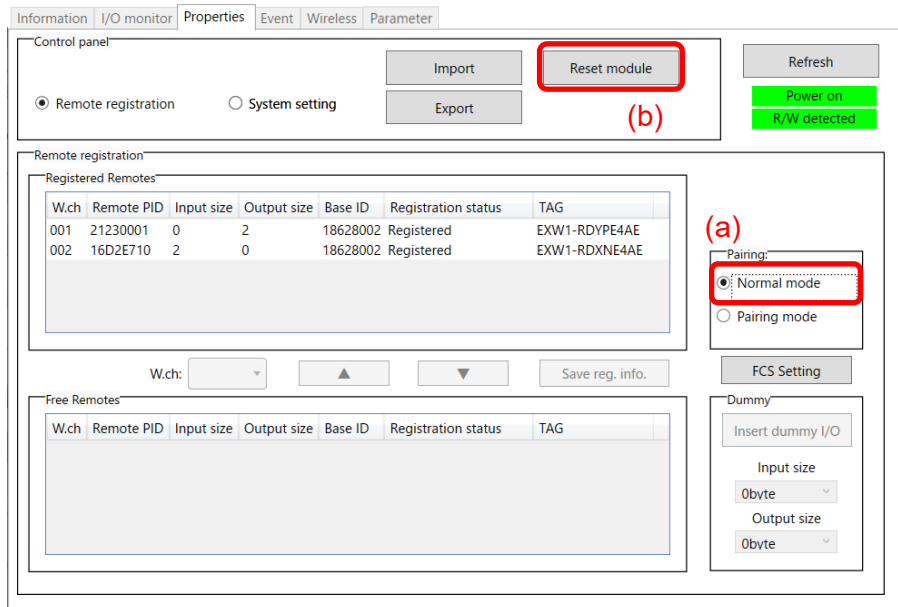 Information I/O monitor Properties Event Wireless Parameter
Control panel
Import Reset module Refresh
Remote registration System setting Export
(b)
Power on
R/W detected
Remote registration
Registered Remotes
W.ch Remote PID Input size Output size Base ID Registration status TAG
001 21230001 0 2 18628002 Registered EXW1-RDYPE4AE
002 16D2E710 2 0 18628002 Registered EXW1-RDXNE4AE
(a)
Pairing:
Normal mode
Pairing mode
W.ch: ▲ ▼ Save reg. info. FCS Setting
Free Remotes
W.ch Remote PID Input size Output size Base ID Registration status TAG
Dummy
Insert dummy I/O
Input size
0byte
Output size
0byte